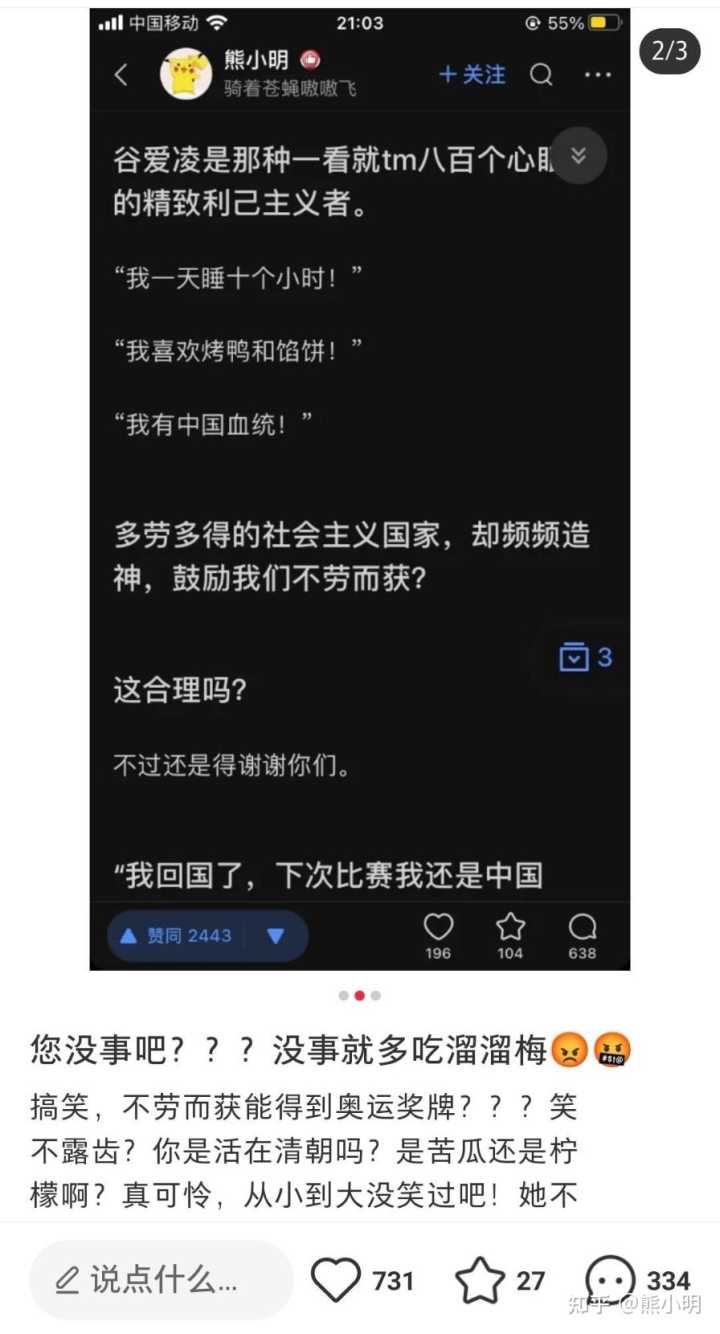 中国移动
21:03
55%
2/3
熊小明
骑着苍蝇嗷嗷飞
+关注
谷爱凌是那种一看就tm八百个心眼
的精致利己主义者。
“我一天睡十个小时！”
“我喜欢烤鸭和馅饼！”
“我有中国血统！”
多劳多得的社会主义国家，却频频造
神，鼓励我们不劳而获？
3
这合理吗？
不过还是得谢谢你们。
“我回国了，下次比赛我还是中国
赞同 2443
196
104
638
您没事吧？？？没事就多吃溜溜梅😡🤬
搞笑，不劳而获能得到奥运奖牌？？？笑
不露齿？你是活在清朝吗？是苦瓜还是柠
檬啊？真可怜，从小到大没笑过吧！她不
说点什么...
731
27
334
知乎 @熊小明